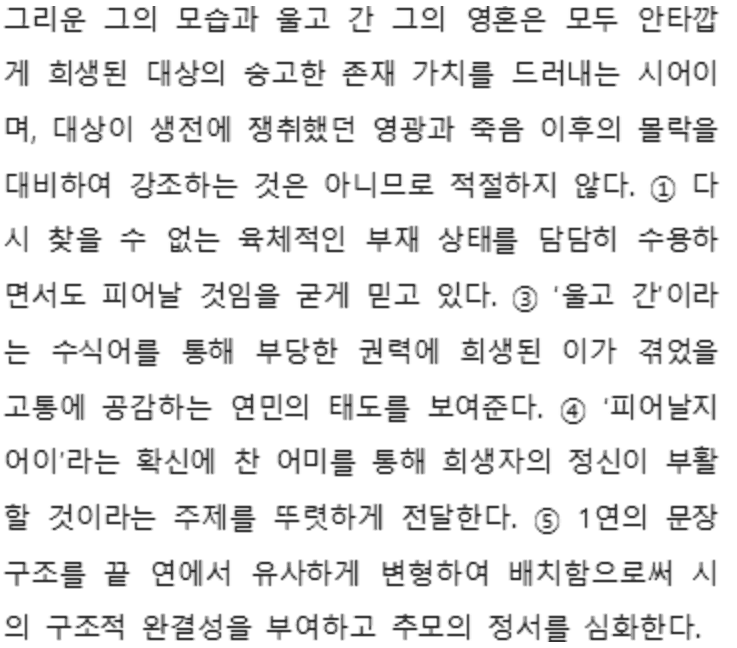 그리운 그의 모습과 울고 간 그의 영혼은 모두 안타깝
게 희생된 대상의 숭고한 존재 가치를 드러내는 시어이
며, 대상이 생전에 쟁취했던 영광과 죽음 이후의 몰락을
대비하여 강조하는 것은 아니므로 적절하지 않다. ① 다
시 찾을 수 없는 육체적인 부재 상태를 담담히 수용하
면서도 피어날 것임을 굳게 믿고 있다. ③ '울고 간'이라
는 수식어를 통해 부당한 권력에 희생된 이가 겪었을
고통에 공감하는 연민의 태도를 보여준다. ④ '피어날지
어이'라는 확신에 찬 어미를 통해 희생자의 정신이 부활
할 것이라는 주제를 뚜렷하게 전달한다. ⑤ 1연의 문장
구조를 끝 연에서 유사하게 변형하여 배치함으로써 시
의 구조적 완결성을 부여하고 추모의 정서를 심화한다.